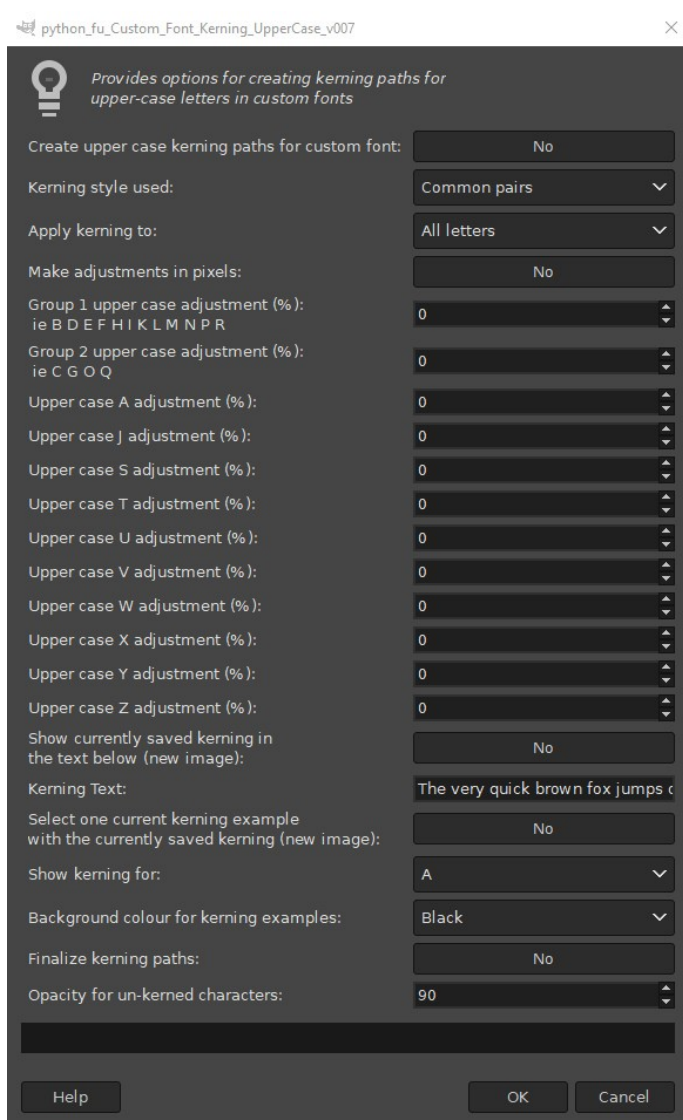 python_fu_Custom_Font_Kerning_UpperCase_v007
Provides options for creating kerning paths for
upper-case letters in custom fonts
Create upper case kerning paths for custom font: No
Kerning style used: Common pairs
Apply kerning to: All letters
Make adjustments in pixels: No
Group 1 upper case adjustment (%):
ie B D E F H I K L M N P R
0
Group 2 upper case adjustment (%):
ie C G O Q
0
Upper case A adjustment (%): 0
Upper case J adjustment (%): 0
Upper case S adjustment (%): 0
Upper case T adjustment (%): 0
Upper case U adjustment (%): 0
Upper case V adjustment (%): 0
Upper case W adjustment (%): 0
Upper case X adjustment (%): 0
Upper case Y adjustment (%): 0
Upper case Z adjustment (%): 0
Show currently saved kerning in
the text below (new image):
No
Kerning Text: The very quick brown fox jumps
Select one current kerning example
with the currently saved kerning (new image):
No
Show kerning for: A
Background colour for kerning examples: Black
Finalize kerning paths: No
Opacity for un-kerned characters: 90
Help OK Cancel